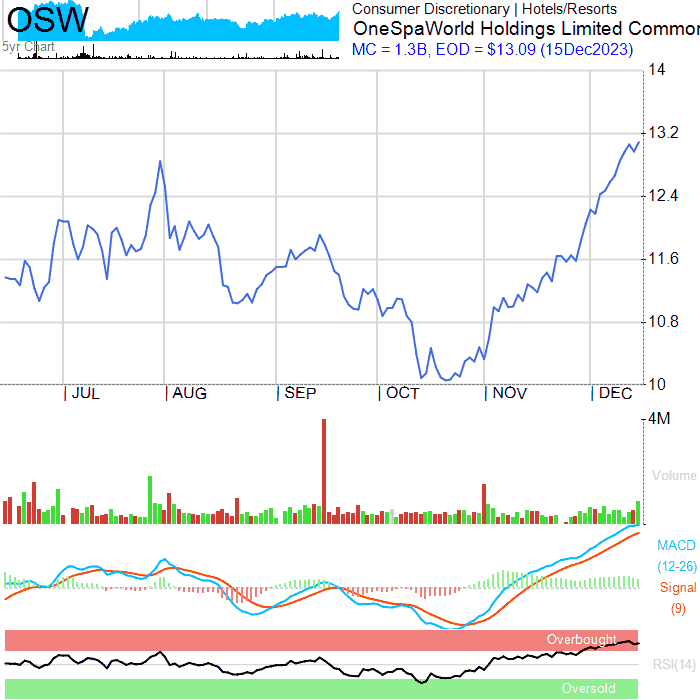 OSW
5yr Chart
Consumer Discretionary | Hotels/Resorts
OneSpaWorld Holdings Limited Common
MC = 1.3B, EOD = $13.09 (15Dec2023)
14
13.2
12.4
11.6
10.8
10
JUL AUG SEP OCT NOV DEC
4M
Volume
MACD
(12-26)
Signal
(9)
Overbought
RSI(14)
Oversold